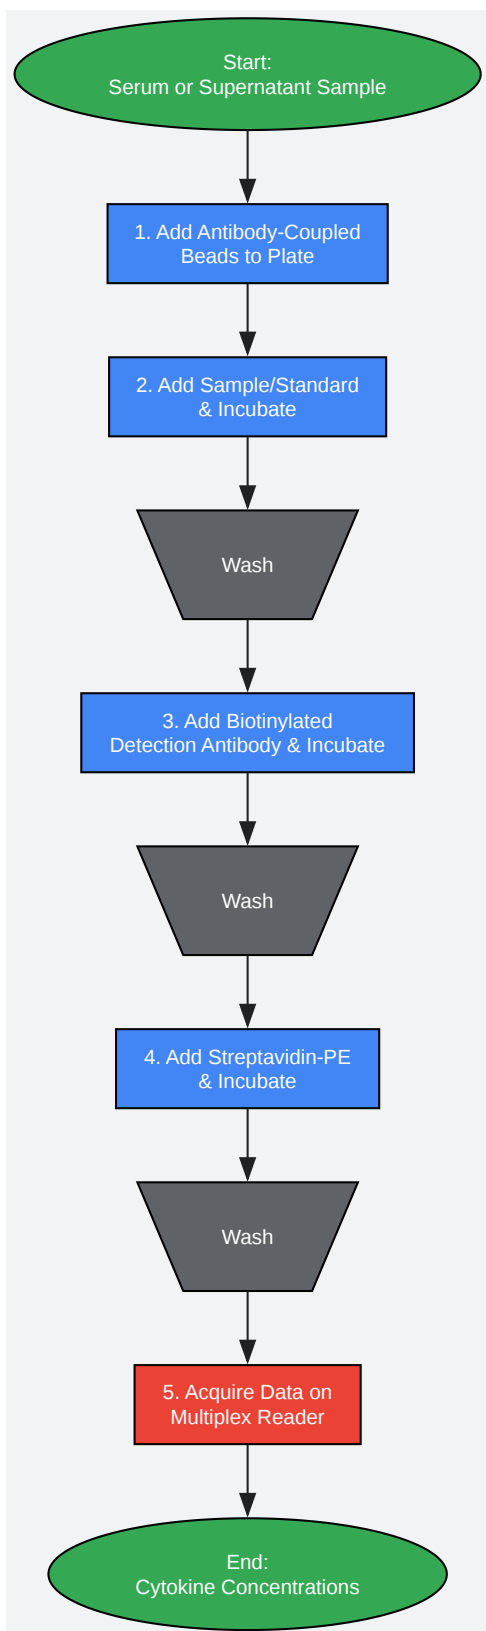 Start:
Serum or Supernatant Sample
1. Add Antibody-Coupled
Beads to Plate
2. Add Sample/Standard
& Incubate
Wash
3. Add Biotinylated
Detection Antibody & Incubate
Wash
4. Add Streptavidin-PE
& Incubate
Wash
5. Acquire Data on
Multiplex Reader
End:
Cytokine Concentrations